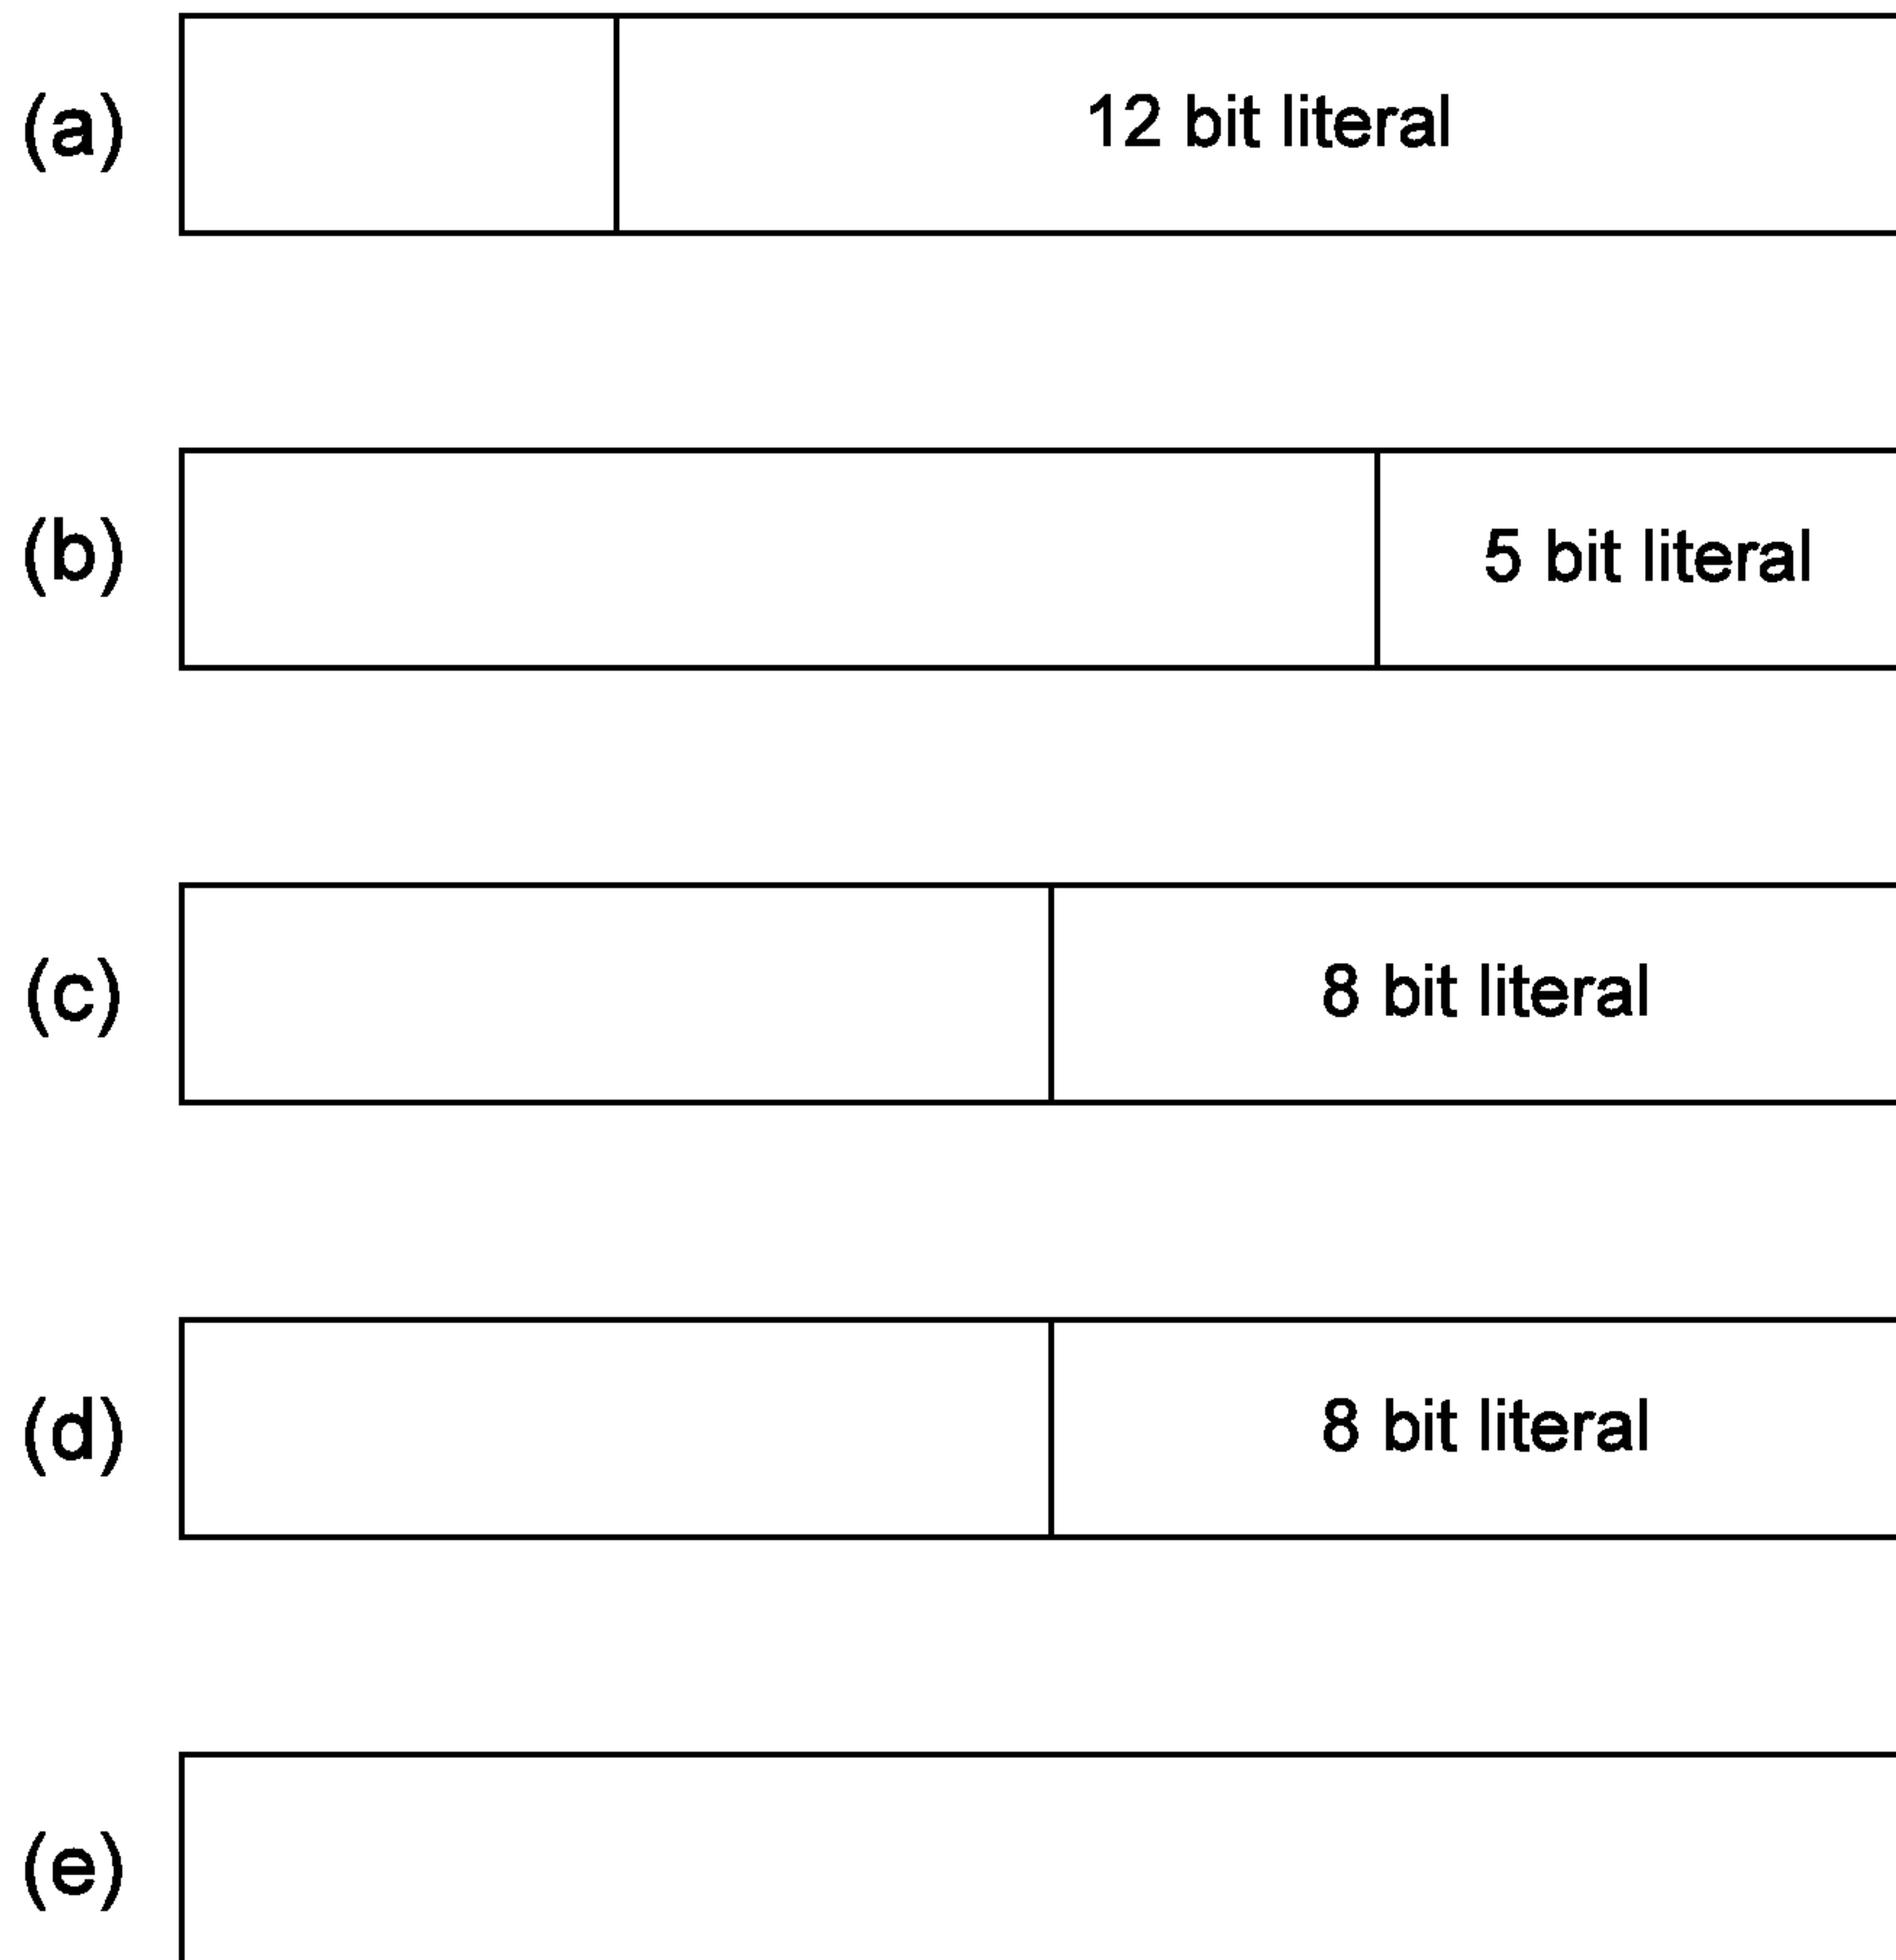 (a) 12 bit literal
(b) 5 bit literal
(c) 8 bit literal
(d) 8 bit literal
(e)